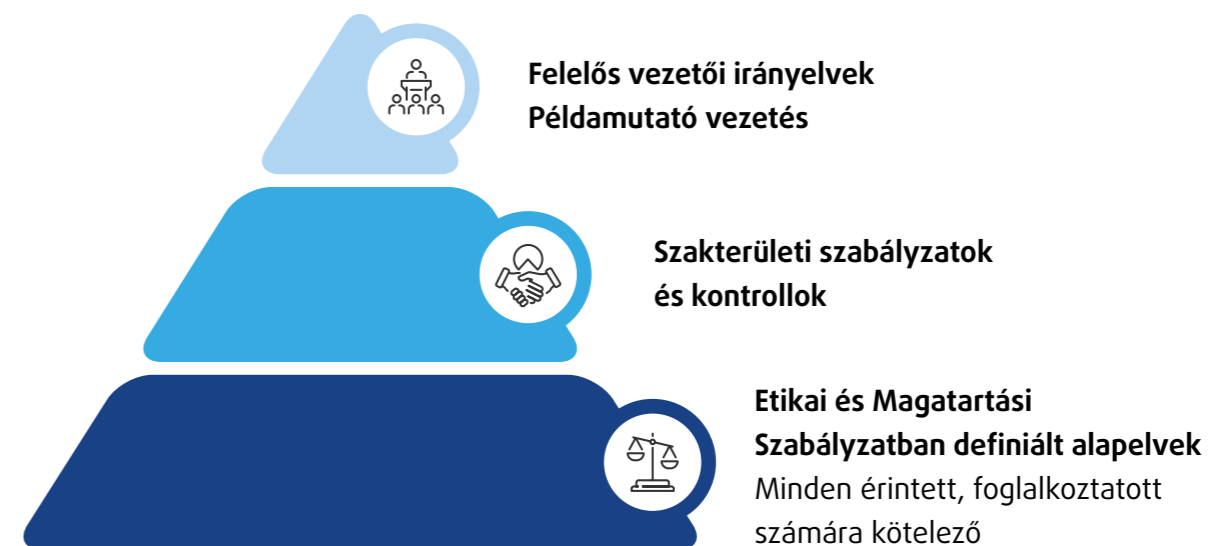 Felelős vezetői irányelvek
Példamutató vezetés
Szakterületi szabályzatok
és kontrollok
Etikai és Magatartási
Szabályzatban definiált alapelvek
Minden érintett, foglalkoztatott
számára kötelező